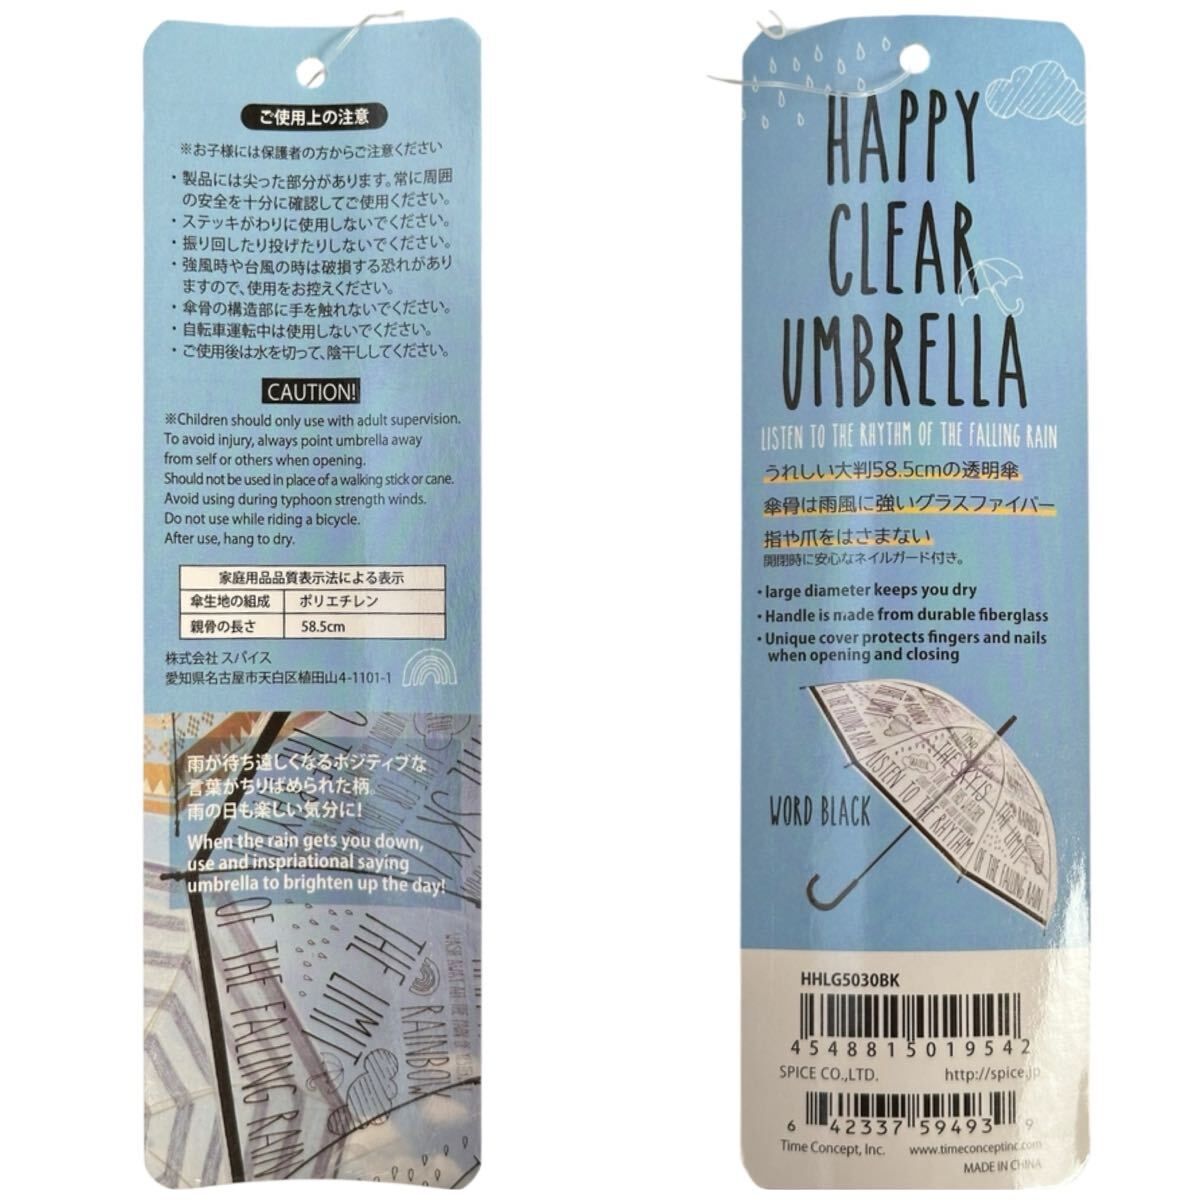 ご使用上の注意
※お子様には保護者の方からご注意ください
・製品には尖った部分があります。常に周囲
の安全を十分に確認してご使用ください。
・ステッキがわりに使用しないでください。
・振り回したり投げたりしないでください。
・強風時や台風の時は破損する恐れがあり
ますので、使用をお控えください。
・傘骨の構造部に手を触れないでください。
・自転車運転中は使用しないでください。
・ご使用後は水を切って、陰干ししてください。
CAUTION!
※Children should only use with adult supervision.
To avoid injury, always point umbrella away
from self or others when opening.
Should not be used in place of a walking stick or cane.
Avoid using during typhoon strength winds.
Do not use while riding a bicycle.
After use, hang to dry.
家庭用品品質表示法による表示
傘生地の組成 ポリエチレン
親骨の長さ 58.5cm
株式会社 スパイス
愛知県名古屋市天白区植田山4-1101-1
雨が待ち遠しくなるポジティブな
言葉がちりばめられた柄。
雨の日も楽しい気分に!
When the rain gets you down,
use and inspriational saying
umbrella to brighten up the day!
OF THE FALLING RAIN
THE LIMIT
RAINBOW
HAPPY
CLEAR
UMBRELLA
LISTEN TO THE RHYTHM OF THE FALLING RAIN
うれしい大判58.5cmの透明傘
傘骨は雨風に強いグラスファイバー
指や爪をはさまない
開閉時に安心なネイルガード付き。
・large diameter keeps you dry
・Handle is made from durable fiberglass
・Unique cover protects fingers and nails
when opening and closing
WORD BLACK
THE SKY IS
THE LIMIT
LISTEN TO THE RHYTHM OF THE FALLING RAIN
HHLG5030BK
4548815019542
SPICE CO.,LTD. http://spice.jp
6 42337 59493 9
Time Concept, Inc. www.timeconceptinc.com
MADE IN CHINA